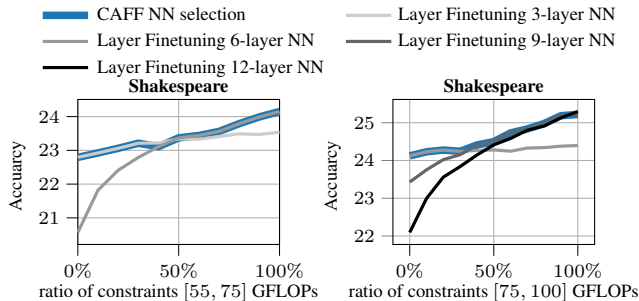 CAFF NN selection
Layer Finetuning 3-layer NN
Layer Finetuning 6-layer NN
Layer Finetuning 9-layer NN
Layer Finetuning 12-layer NN
Shakespeare
24
23
22
21
Accuarcy
0% 50% 100%
ratio of constraints [55, 75] GFLOPs
Shakespeare
25
24
23
22
Accuarcy
0% 50% 100%
ratio of constraints [75, 100] GFLOPs